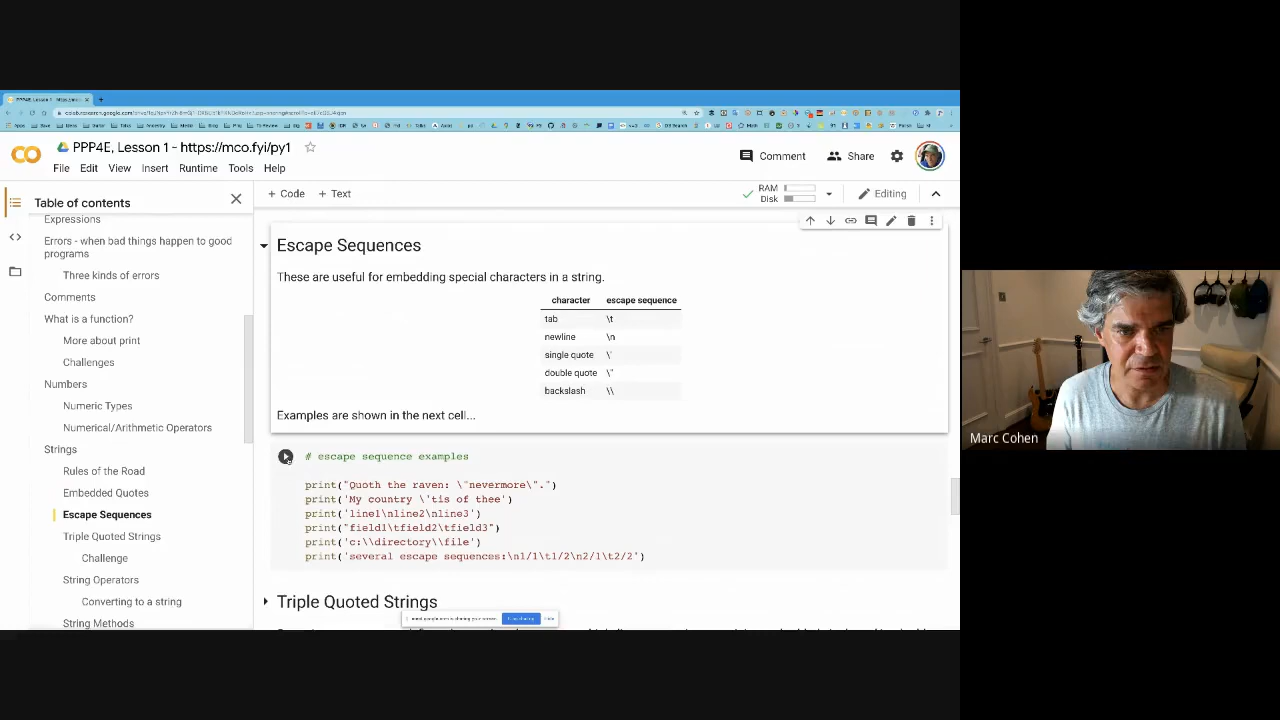 PPP4E, Lesson 1 - https://mco.fyi/py1
File Edit View Insert Runtime Tools Help
Comment
Share
+ Code + Text
RAM
Disk
Editing
Table of contents
Expressions
Errors - when bad things happen to good
programs
Three kinds of errors
Comments
What is a function?
More about print
Challenges
Numbers
Numeric Types
Numerical/Arithmetic Operators
Strings
Rules of the Road
Embedded Quotes
Escape Sequences
Triple Quoted Strings
Challenge
String Operators
Converting to a string
String Methods
Escape Sequences
These are useful for embedding special characters in a string.
character escape sequence
tab \t
newline \n
single quote \'
double quote \"
backslash \\
Examples are shown in the next cell...
# escape sequence examples
print("Quoth the raven: \"nevermore\".")
print('My country \'tis of thee')
print('line1\nline2\nline3')
print("field1\tfield2\tfield3")
print('c:\\directory\\file')
print('several escape sequences:\n1/1\t1/2\n2/1\t2/2')
Triple Quoted Strings
Marc Cohen